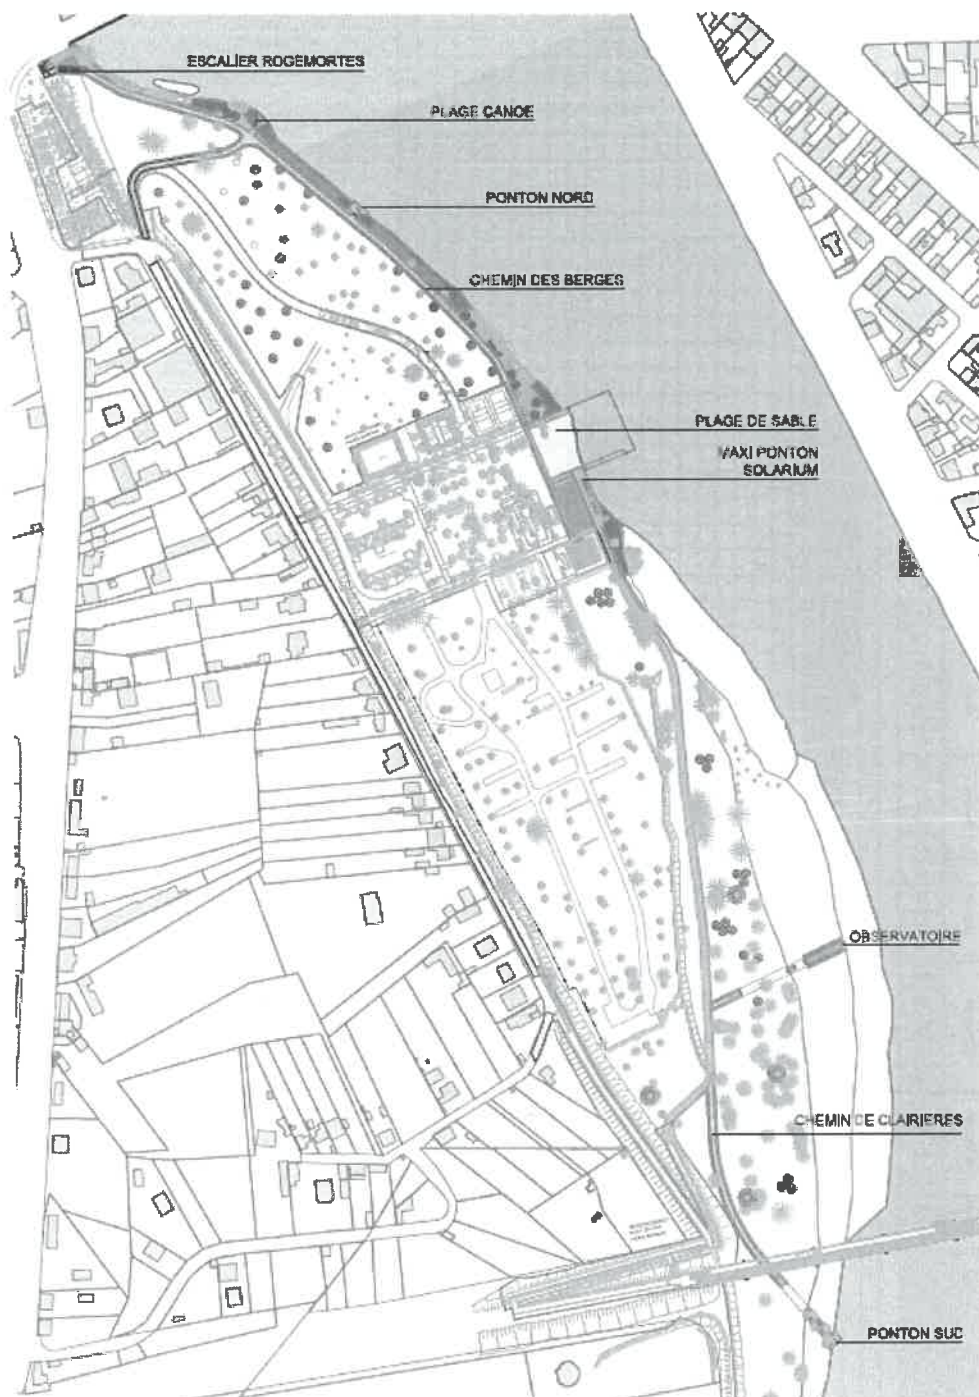 ESCALIER ROGEMORTES
PLAGE CANOE
PONTON NORD
CHEMIN DES BERGES
PLAGE DE SABLE
MAXI PONTON
SOLARIUM
OBSERVATOIRE
CHEMIN DE CLAIRIERES
PONTON SUD